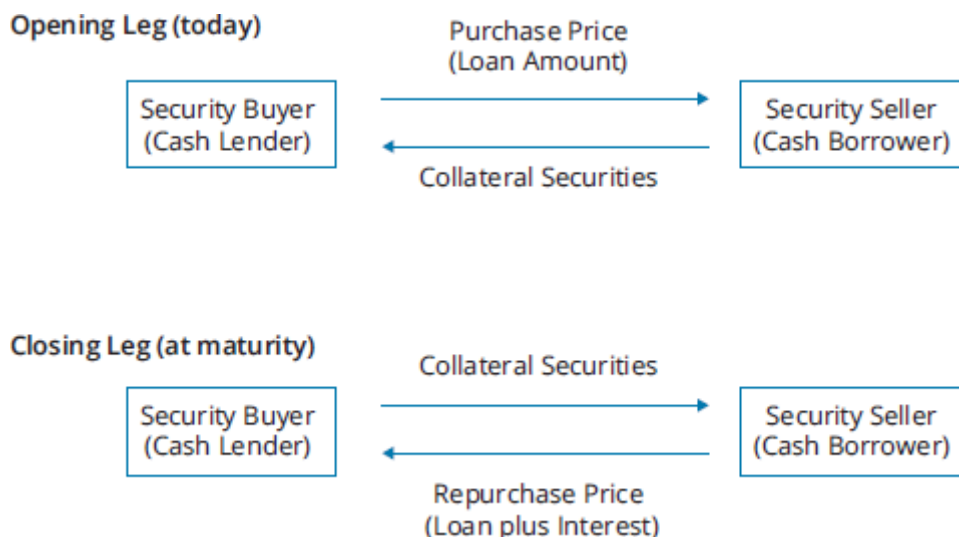 Opening Leg (today)
Purchase Price
(Loan Amount)
Security Buyer
(Cash Lender)
Security Seller
(Cash Borrower)
Collateral Securities
Closing Leg (at maturity)
Collateral Securities
Security Buyer
(Cash Lender)
Security Seller
(Cash Borrower)
Repurchase Price
(Loan plus Interest)